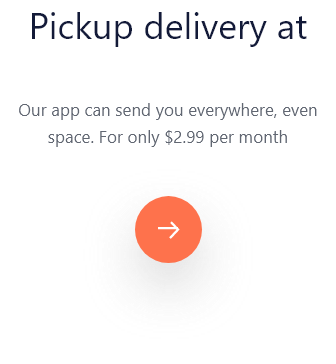 Pickup delivery at
Our app can send you everywhere, even
space. For only $2.99 per month